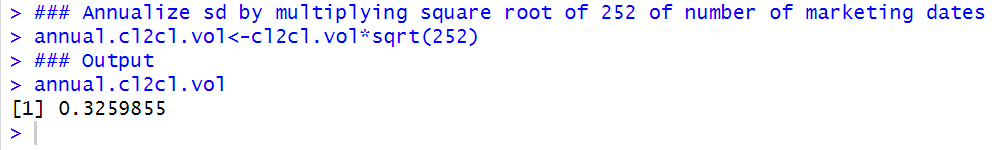 > ### Annualize sd by multiplying square root of 252 of number of marketing dates
> annual.cl2cl.vol<-cl2cl.vol*sqrt(252)
> ### Output
> annual.cl2cl.vol
[1] 0.3259855
>